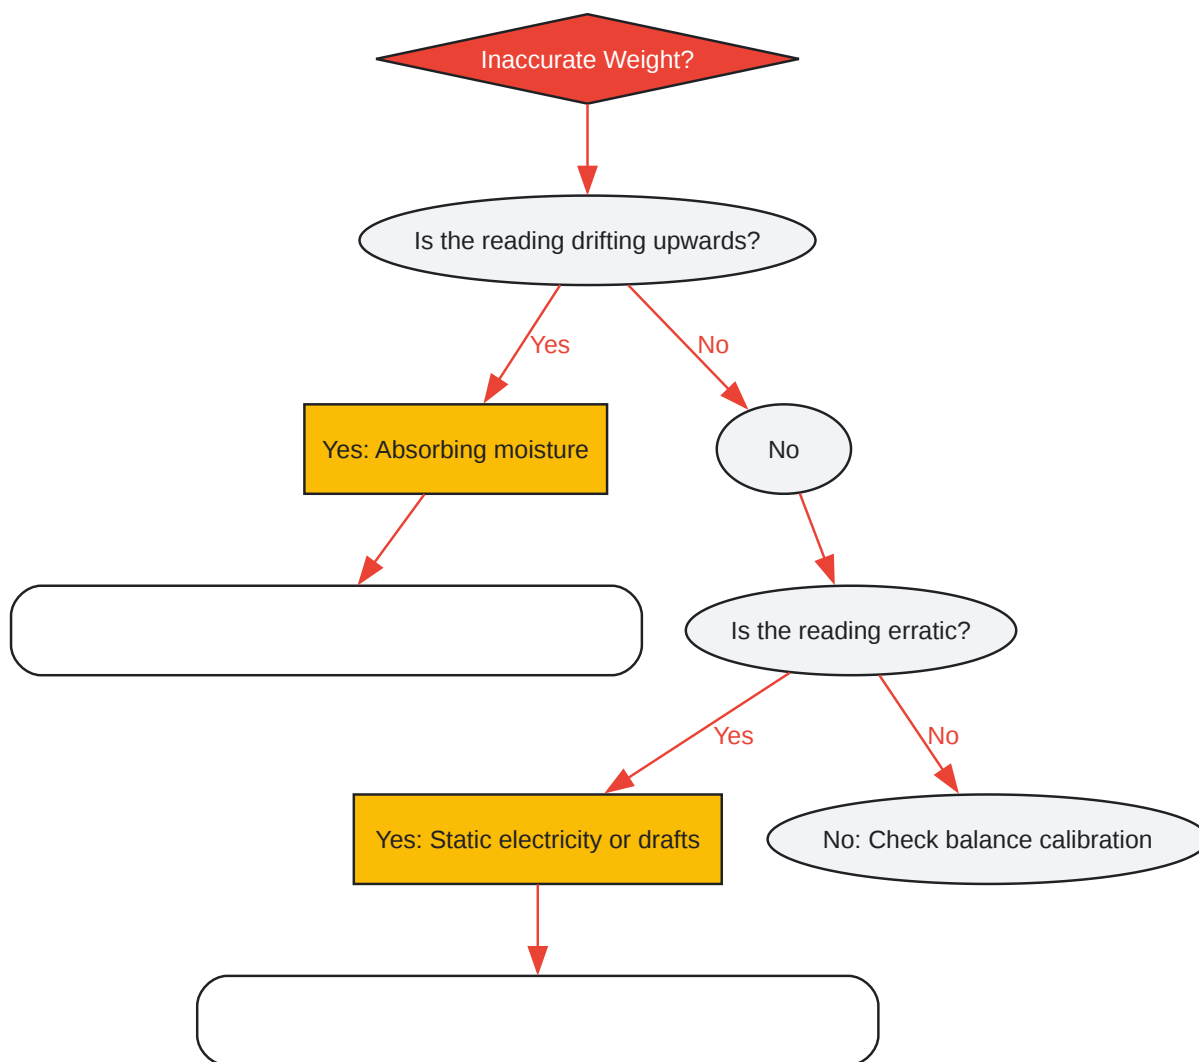 Inaccurate Weight?
Is the reading drifting upwards?
Yes
No
Yes: Absorbing moisture
No
Is the reading erratic?
Yes
No
Yes: Static electricity or drafts
No: Check balance calibration